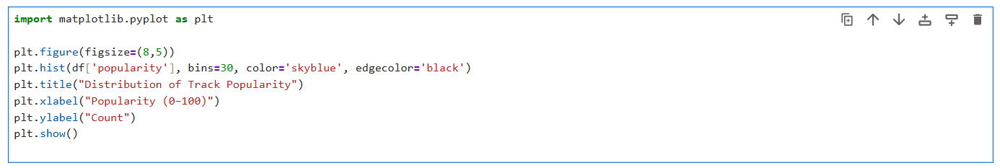 import matplotlib.pyplot as plt

plt.figure(figsize=(8,5))
plt.hist(df['popularity'], bins=30, color='skyblue', edgecolor='black')
plt.title("Distribution of Track Popularity")
plt.xlabel("Popularity (0–100)")
plt.ylabel("Count")
plt.show()